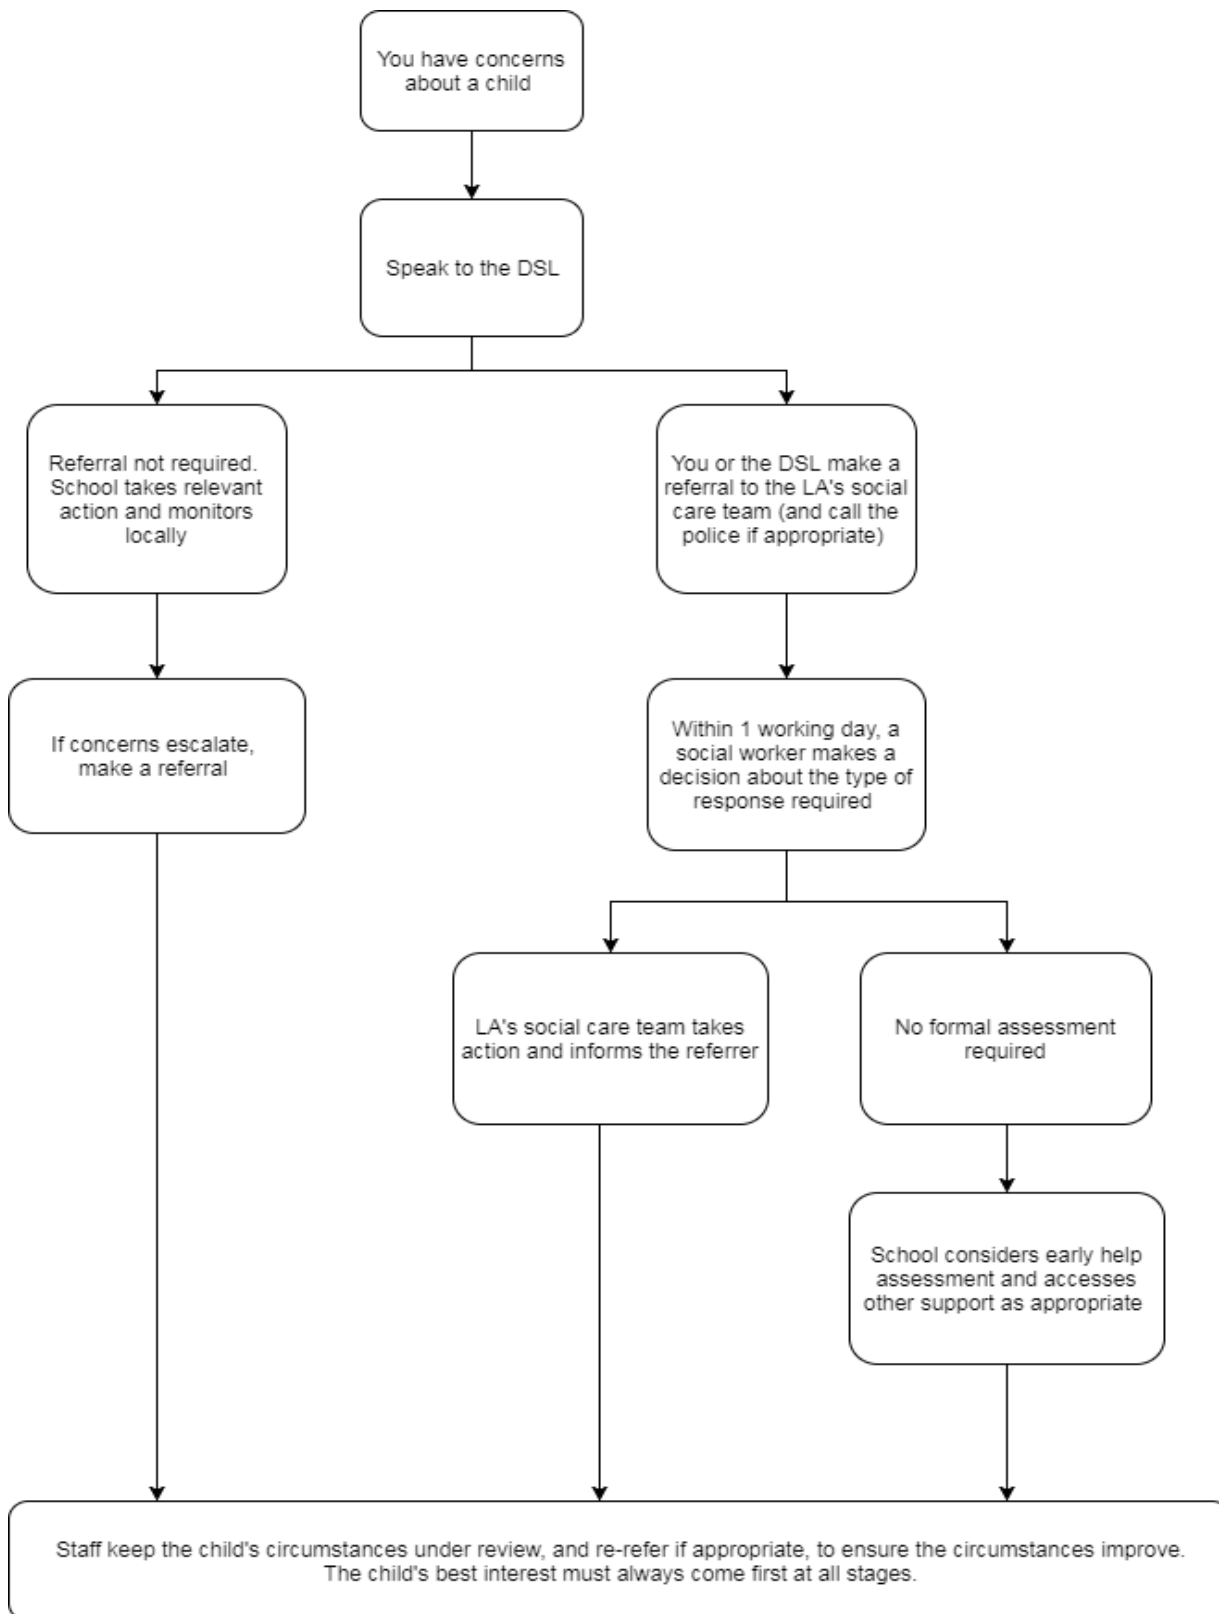 You have concerns
about a child
Speak to the DSL
Referral not required.
School takes relevant
action and monitors
locally
You or the DSL make a
referral to the LA's social
care team (and call the
police if appropriate)
If concerns escalate,
make a referral
Within 1 working day, a
social worker makes a
decision about the type of
response required
LA's social care team takes
action and informs the referrer
No formal assessment
required
School considers early help
assessment and accesses
other support as appropriate
Staff keep the child's circumstances under review, and re-refer if appropriate, to ensure the circumstances improve.
The child's best interest must always come first at all stages.